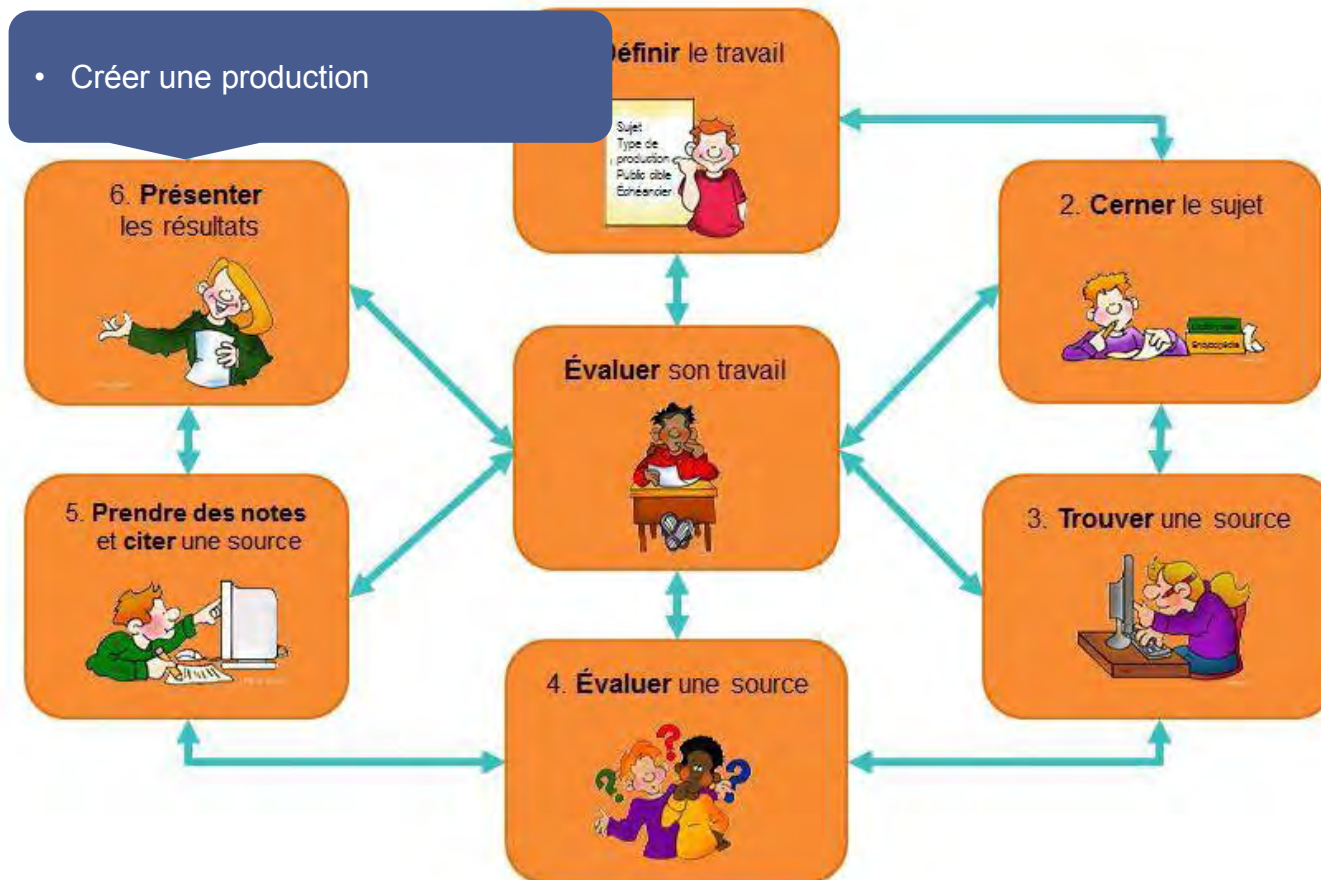 • Créer une production
Définir le travail
Sujet
Type de
production
Public cible
Échéancier
6. Présenter
les résultats
2. Cerner le sujet
Encyclopédie
Évaluer son travail
5. Prendre des notes
et citer une source
3. Trouver une source
4. Évaluer une source
? ? ?